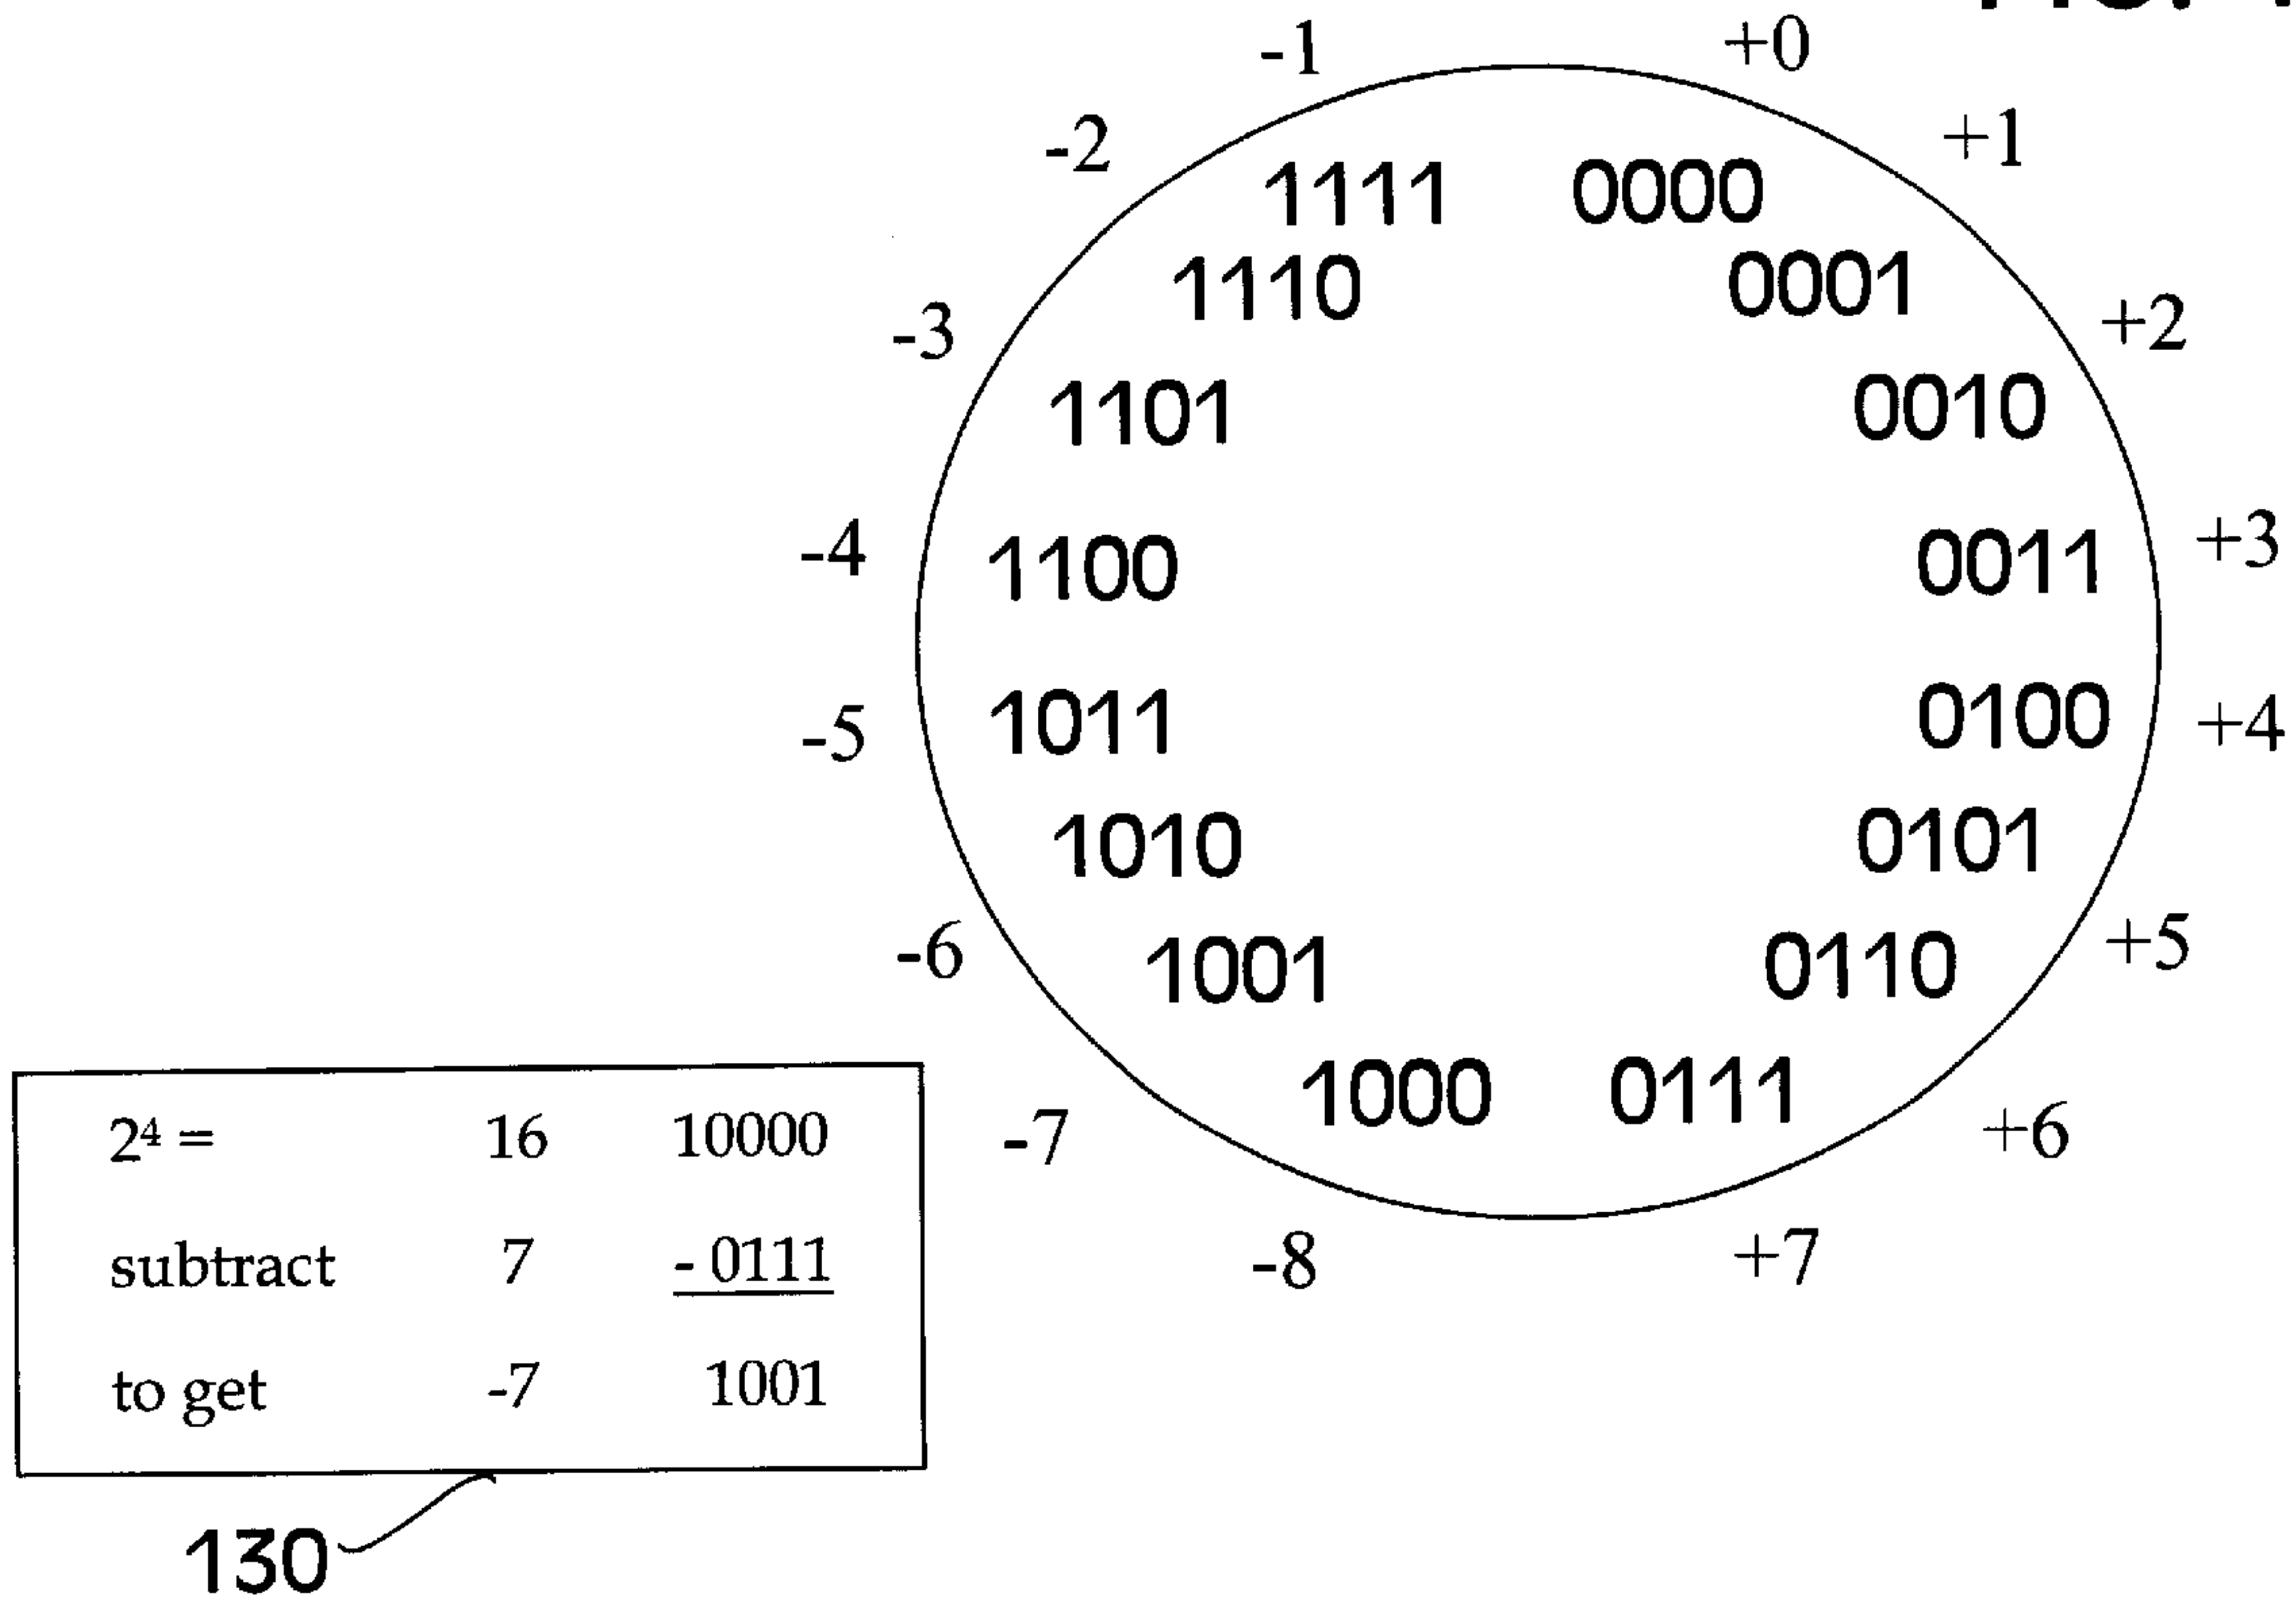 -1 +0
-2 +1
1111 0000
1110 0001
-3 +2
1101 0010
-4 1100 0011 +3
-5 1011 0100 +4
1010 0101
-6 +5
1001 0110
1000 0111
-7 +6
-8 +7
2⁴ = 16 10000
subtract 7 - 0111
to get -7 1001
130